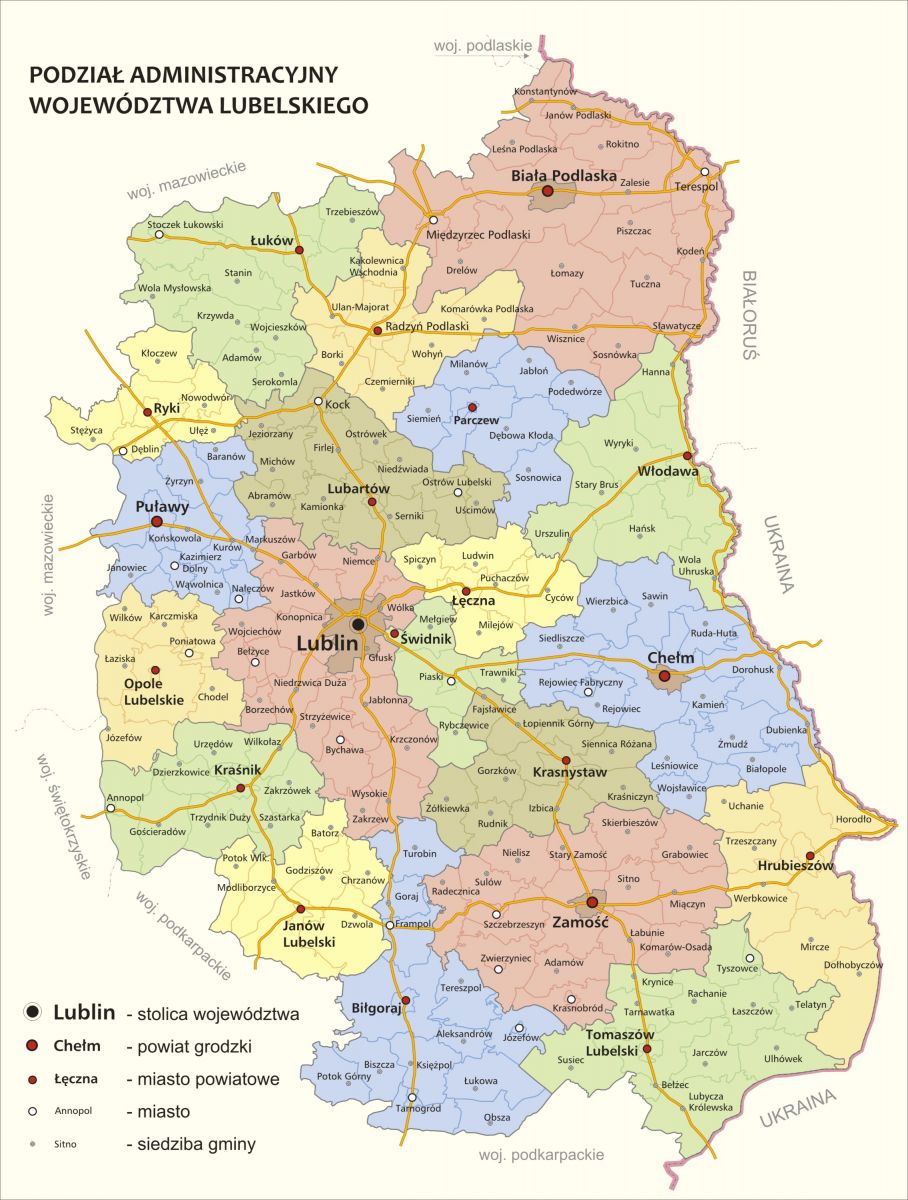 woj. podlaskie
PODZIAŁ ADMINISTRACYJNY
WOJEWÓDZTWA LUBELSKIEGO
Konstantynów
Janów Podlaski
Leśna Podlaska
Rokitno
woj. mazowieckie
Biała Podlaska
Zalesie
Terespol
Trzebieszów
Stoczek Łukowski
Łuków
Międzyrzec Podlaski
Piszczac
Kodeń
Kąkolewnica
Wschodnia
Drelów
Łomazy
Stanin
Wola Mysłowska
Tuczna
BIAŁORUŚ
Ulan-Majorat
Komarówka Podlaska
Krzywda
Wojcieszków
Radzyń Podlaski
Sławatycze
Wisznice
Kłoczew
Adamów
Borki
Wohyń
Sosnówka
Milanów
Jabłoń
Hanna
Serokomla
Czemierniki
Podedwórze
Nowodwór
Ryki
Kock
Siemień
Parczew
Stężyca
Ułęż
Jeziorzany
Ostrówek
Dębowa Kłoda
Dęblin
Baranów
Firlej
Wyryki
Michów
Niedźwiada
Włodawa
Żyrzyn
Ostrów Lubelski
Sosnowica
Stary Brus
Lubartów
Abramów
Kamionka
Puławy
Serniki
Uścimów
woj. mazowieckie
Końskowola
Markuszów
Urszulin
Hańsk
UKRAINA
Kurów
Garbów
Niemce
Spiczyn
Ludwin
Kazimierz
Dolny
Janowiec
Wola
Uhruska
Wąwolnica
Puchaczów
Nałęczów
Jastków
Łęczna
Cyców
Wierzbica
Sawin
Wólka
Wilków
Karczmiska
Konopnica
Mełgiew
Milejów
Wojciechów
Ruda-Huta
Poniatowa
Lublin
Świdnik
Siedliszcze
Bełżyce
Głusk
Chełm
Łaziska
Dorohusk
Opole
Lubelskie
Piaski
Trawniki
Rejowiec Fabryczny
Niedrzwica Duża
Chodel
Jabłonna
Kamień
Borzechów
Fajsławice
Rejowiec
Strzyżewice
Rybczewice
Łopiennik Górny
Józefów
Dubienka
Urzędów
Wilkołaz
Bychawa
Krzczonów
Siennica Różana
Żmudź
woj. świętokrzyskie
Dzierzkowice
Kraśnik
Gorzków
Krasnystaw
Leśniowice
Białopole
Zakrzówek
Wysokie
Kraśniczyn
Wojsławice
Annopol
Żółkiewka
Izbica
Uchanie
Trzydnik Duży
Szastarka
Zakrzew
Rudnik
Skierbieszów
Horodło
Gościeradów
Batorz
Trzeszczany
Potok Wlk.
Turobin
Nielisz
Stary Zamość
Grabowiec
Hrubieszów
Godziszów
Modliborzyce
Chrzanów
Sułów
Radecznica
Sitno
Werbkowice
Goraj
Miączyn
woj. podkarpackie
Janów
Lubelski
Dzwola
Frampol
Szczebrzeszyn
Zamość
Łabunie
Komarów-Osada
Mircze
Zwierzyniec
Adamów
Tyszowce
Dołhobyczów
Tereszpol
Krynice
Rachanie
Biłgoraj
Krasnobród
Tarnawatka
Łaszczów
Telatyn
Lublin - stolica województwa
Aleksandrów
Józefów
Tomaszów
Lubelski
Chełm - powiat grodzki
Susiec
Jarczów
Ulhówek
Biszcza
Księżpol
Łęczna - miasto powiatowe
Potok Górny
Łukowa
Bełżec
Lubycza
Królewska
Annopol - miasto
Tarnogród
Obsza
UKRAINA
Sitno - siedziba gminy
woj. podkarpackie